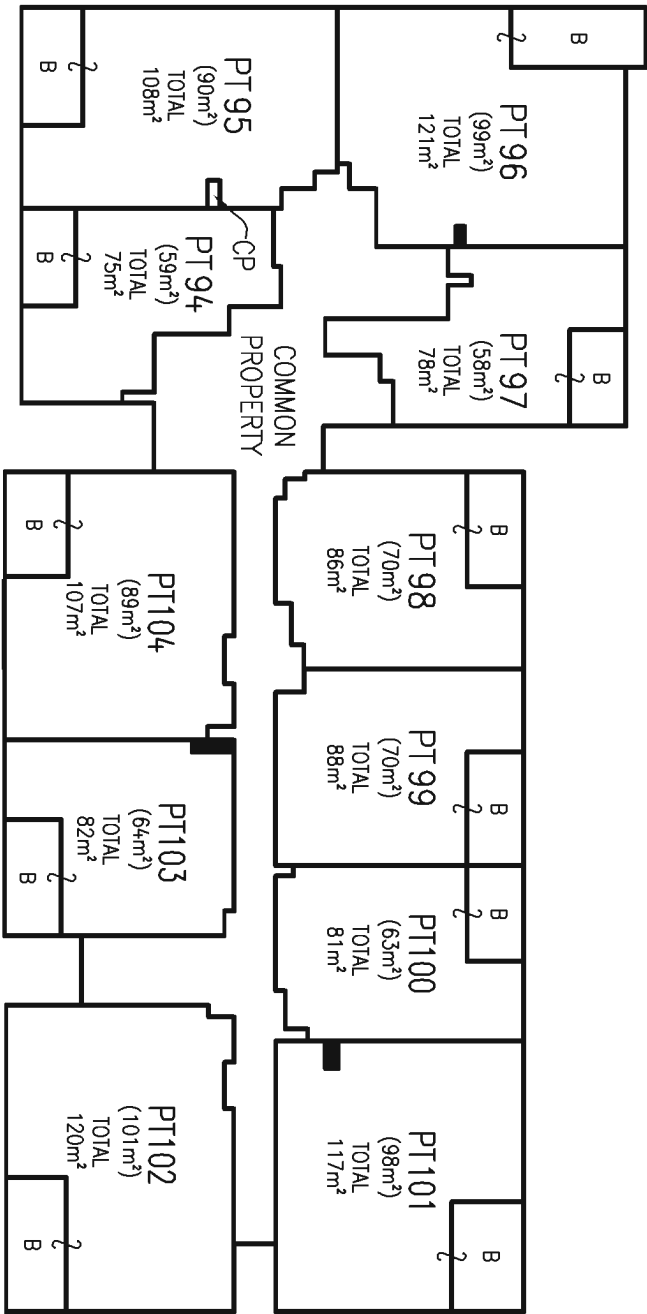 B
PT96
(99m²)
TOTAL
121m²
PT97
(58m²)
TOTAL
78m²
B
B
PT98
(70m²)
TOTAL
86m²
PT99
(70m²)
TOTAL
88m²
B
B
PT100
(63m²)
TOTAL
81m²
PT101
(98m²)
TOTAL
117m²
B
PT95
(90m²)
TOTAL
108m²
B
CP
PT94
(59m²)
TOTAL
75m²
B
COMMON
PROPERTY
PT104
(89m²)
TOTAL
107m²
B
PT103
(64m²)
TOTAL
82m²
B
PT102
(101m²)
TOTAL
120m²
B